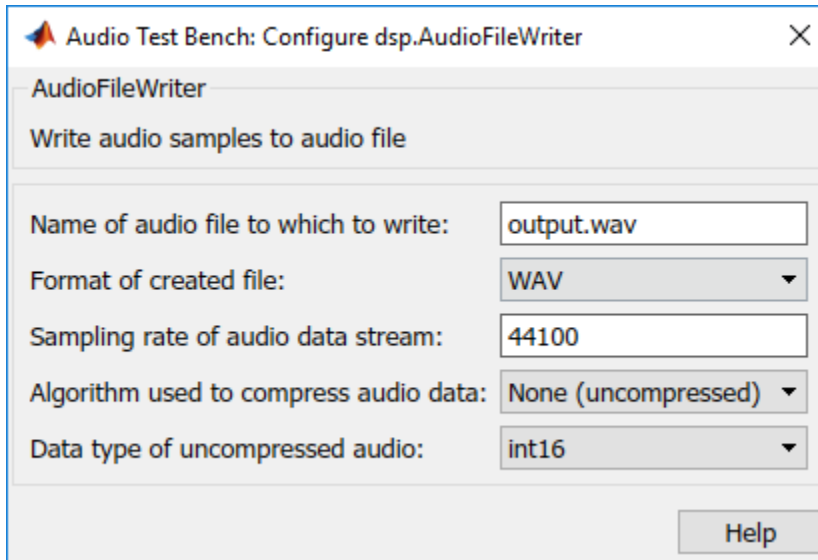 Audio Test Bench: Configure dsp.AudioFileWriter
AudioFileWriter
Write audio samples to audio file
Name of audio file to which to write: output.wav
Format of created file: WAV
Sampling rate of audio data stream: 44100
Algorithm used to compress audio data: None (uncompressed)
Data type of uncompressed audio: int16
Help